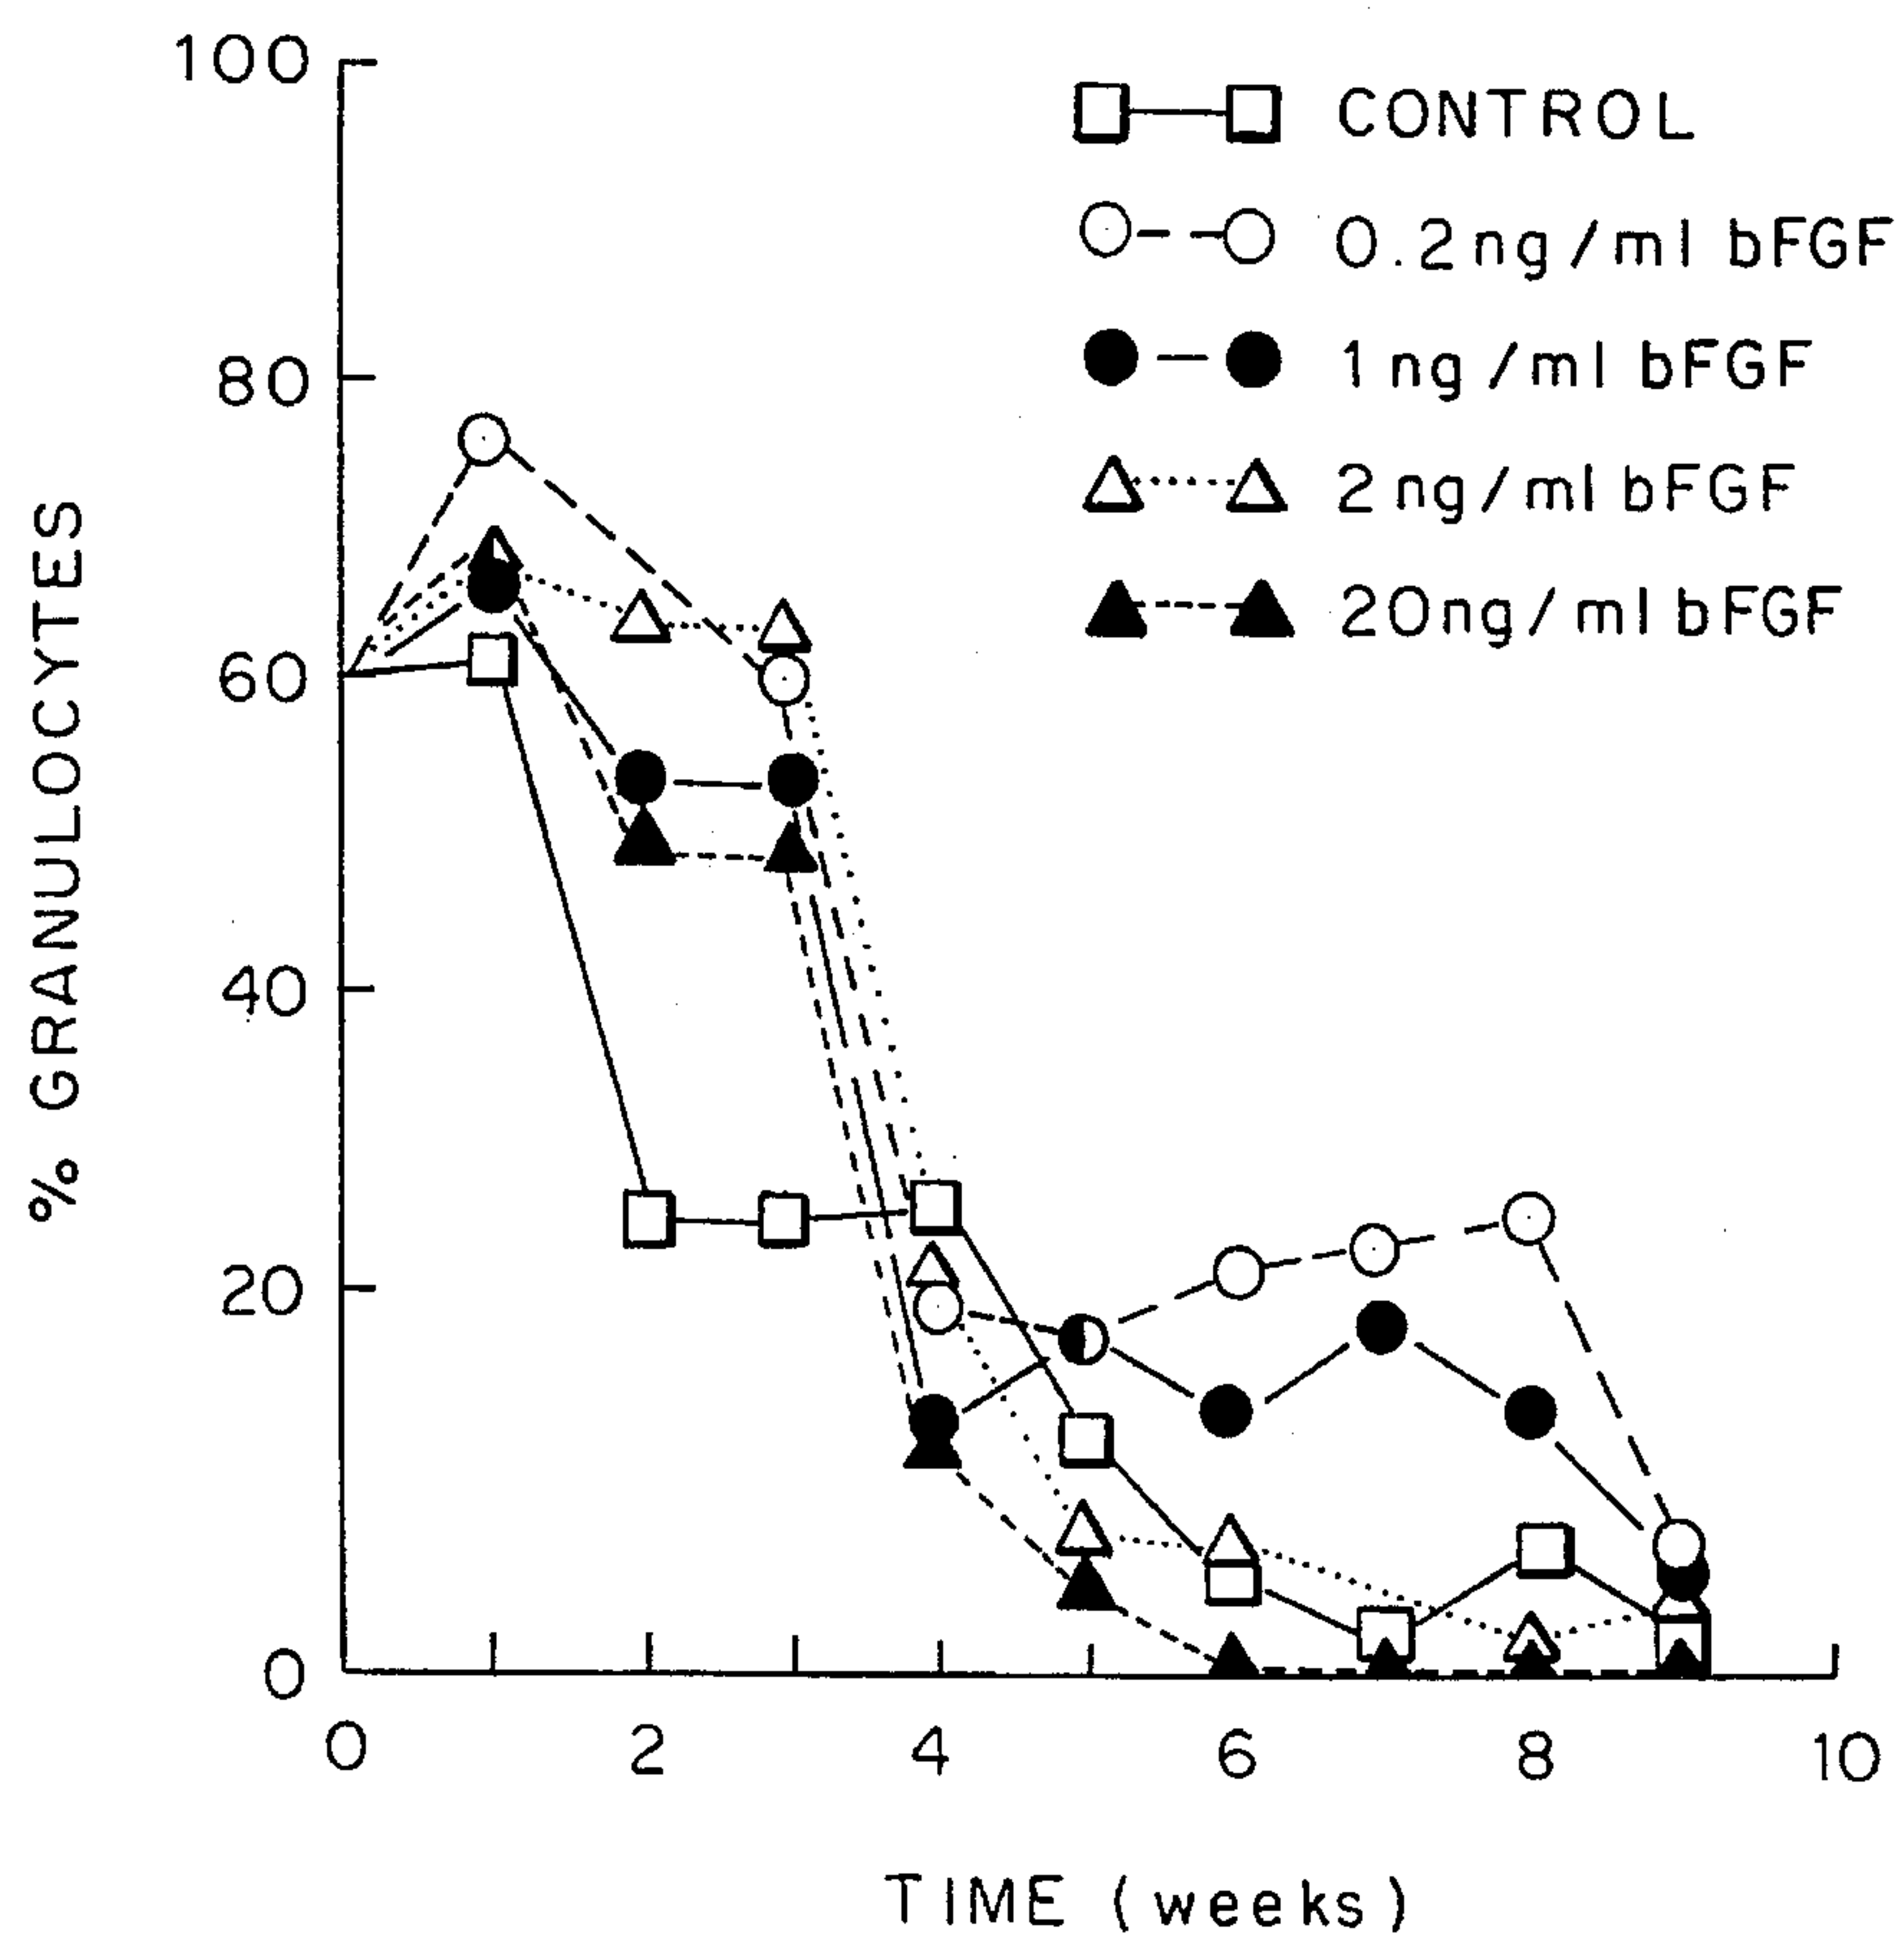 100
80
60
40
20
0
% GRANULOCYTES
CONTROL
0.2ng/ml bFGF
1ng/ml bFGF
2ng/ml bFGF
20ng/ml bFGF
0 2 4 6 8 10
TIME (weeks)